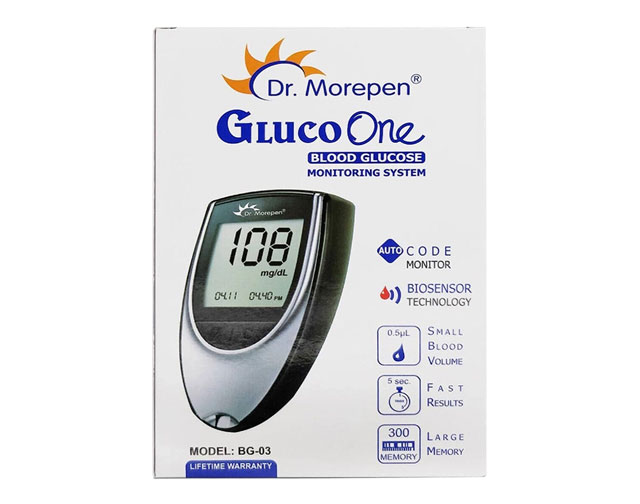 Dr. Morepen®
GLUCO One
BLOOD GLUCOSE
MONITORING SYSTEM
Dr. Morepen®
108
mg/dL
04.11 04.40 PM
AUTO CODE
MONITOR
BIOSENSOR
TECHNOLOGY
0.5µL
SMALL
BLOOD
VOLUME
5 sec.
FAST
RESULTS
300
MEMORY
LARGE
MEMORY
MODEL: BG-03
LIFETIME WARRANTY